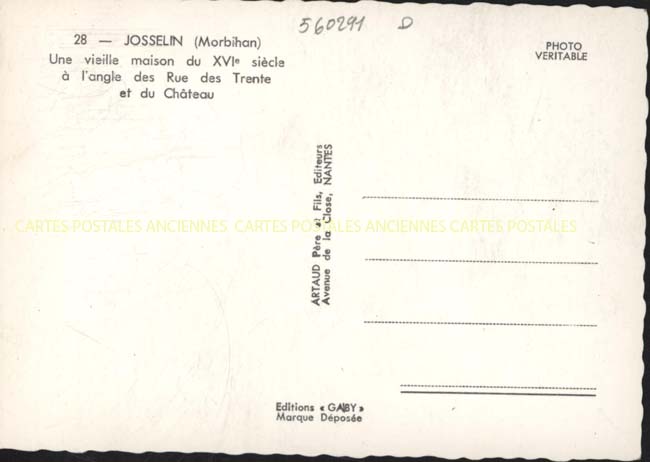 560291 D
28 — JOSSELIN (Morbihan)
Une vieille maison du XVIe siècle
à l'angle des Rue des Trente
et du Château
PHOTO
VERITABLE
ARTAUD Père et Fils, Editeurs
Avenue de la Close, NANTES
CARTES POSTALES ANCIENNES CARTES POSTALES ANCIENNES CARTES POSTALES
Editions « GABY »
Marque Déposée